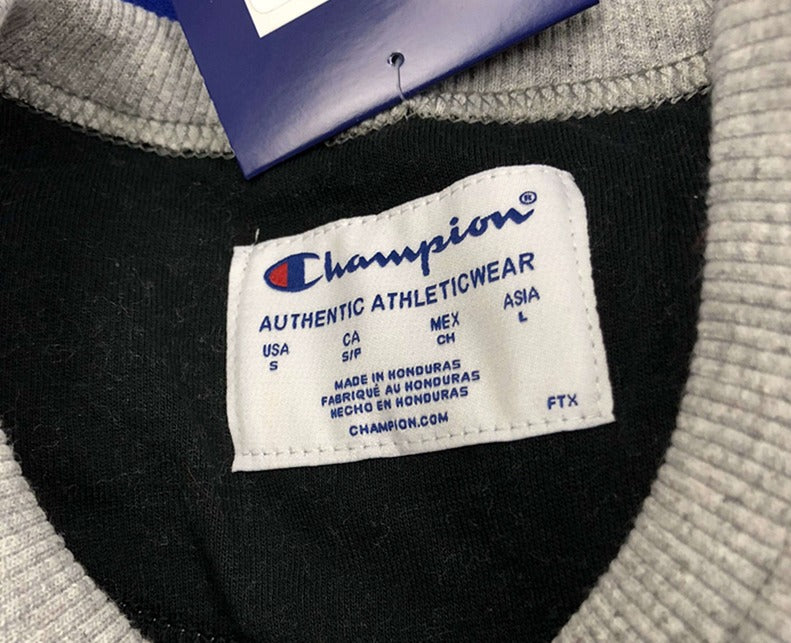 Champion®
AUTHENTIC ATHLETICWEAR
USA CA MEX ASIA
S S/P CH L
MADE IN HONDURAS
FABRIQUÉ AU HONDURAS
HECHO EN HONDURAS
CHAMPION.COM
FTX